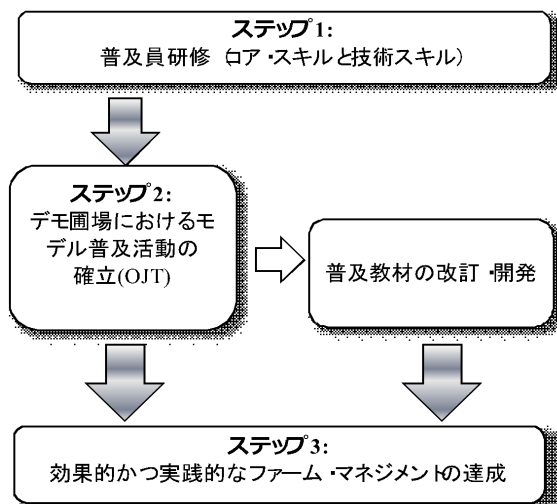 ステップ1:
普及員研修（コア・スキルと技術スキル）
ステップ2:
デモ圃場におけるモ
デル普及活動の
確立(OJT)
普及教材の改訂・開発
ステップ3:
効果的かつ実践的なファーム・マネジメントの達成